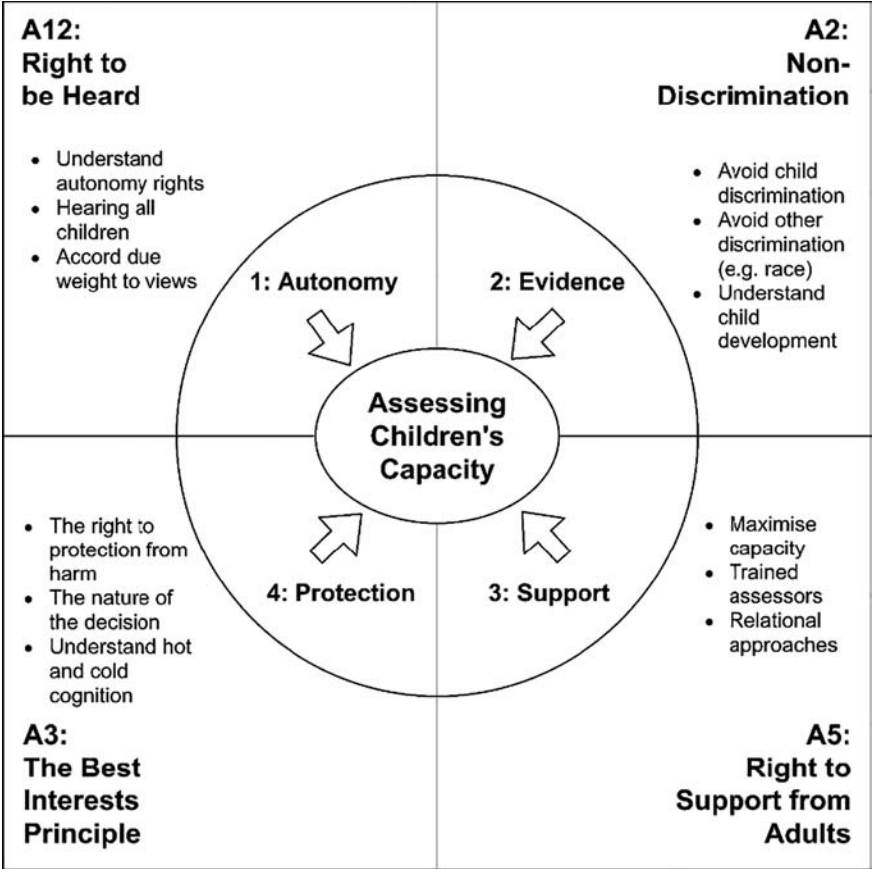 A12:
Right to
be Heard
• Understand
autonomy rights
• Hearing all
children
• Accord due
weight to views
A2:
Non-
Discrimination
• Avoid child
discrimination
• Avoid other
discrimination
(e.g. race)
• Understand
child
development
1: Autonomy
2: Evidence
Assessing
Children's
Capacity
4: Protection
3: Support
• The right to
protection from
harm
• The nature of
the decision
• Understand hot
and cold
cognition
A3:
The Best
Interests
Principle
• Maximise
capacity
• Trained
assessors
• Relational
approaches
A5:
Right to
Support from
Adults